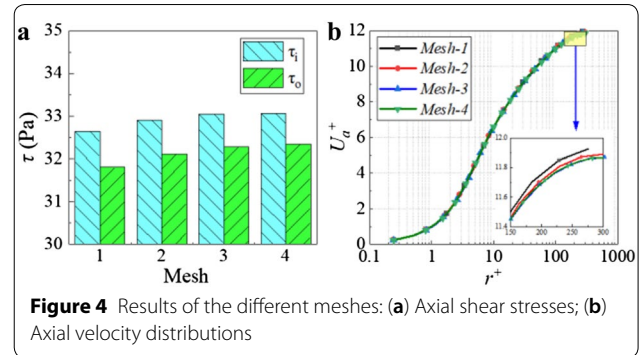 a
35
34
33
32
31
30
τ (Pa)
τi
τo
1 2 3 4
Mesh
b
12
10
8
6
4
2
0
Ua+
Mesh-1
Mesh-2
Mesh-3
Mesh-4
12.0
11.8
11.6
11.4
150 200 250 300
0.1 1 10 100 1000
r+
Figure 4 Results of the different meshes: (a) Axial shear stresses; (b)
Axial velocity distributions